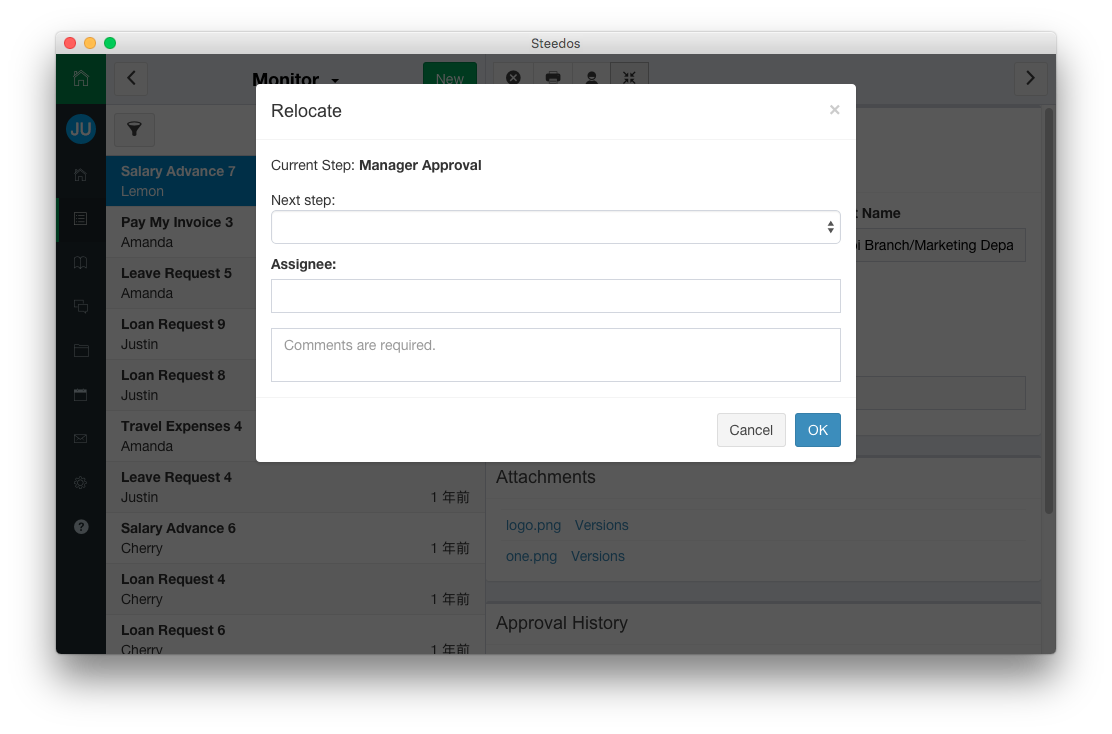 Steedos
Monitor
New
JU
Relocate
×
Current Step: Manager Approval
Next step:
Assignee:
Comments are required.
Cancel
OK
Salary Advance 7
Lemon
Pay My Invoice 3
Amanda
Leave Request 5
Amanda
Loan Request 9
Justin
Loan Request 8
Justin
Travel Expenses 4
Amanda
Leave Request 4
Justin
1 年前
Salary Advance 6
Cherry
1 年前
Loan Request 4
Cherry
1 年前
Loan Request 6
Cherry
1 年前
Name
Branch/Marketing Depa
Attachments
logo.png Versions
one.png Versions
Approval History
?